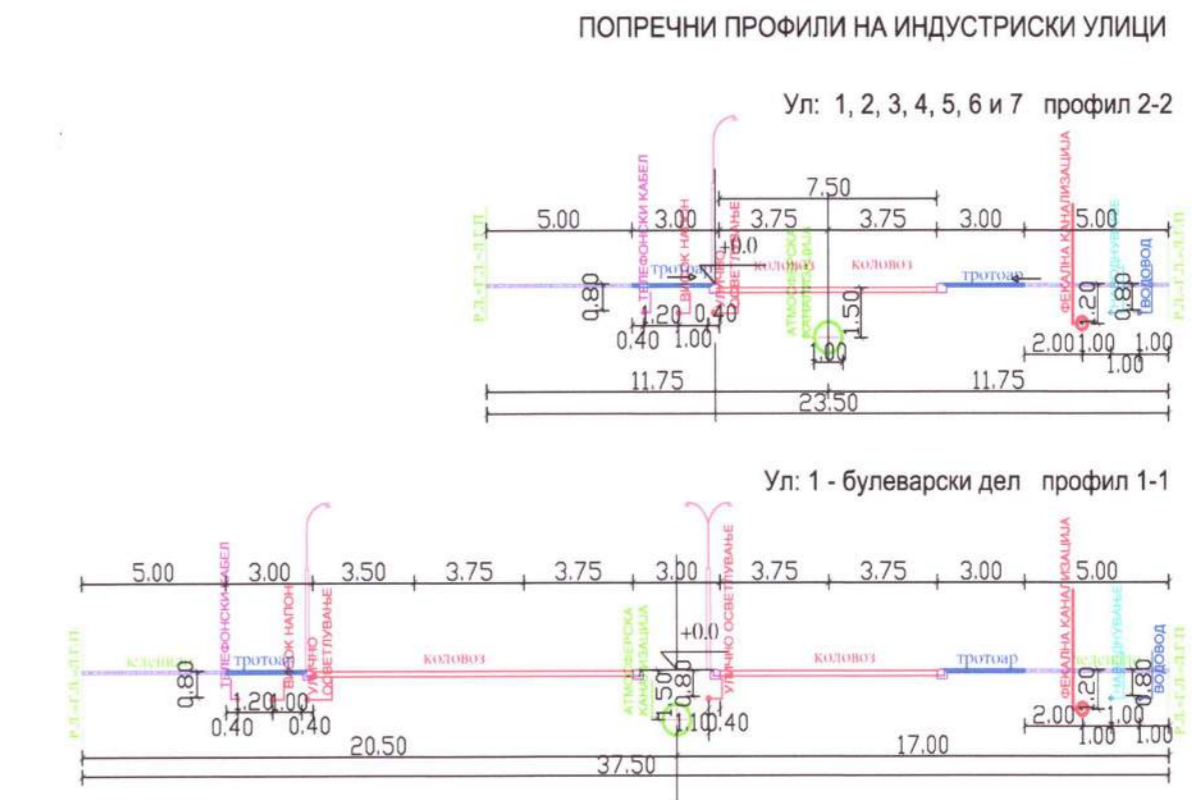 ПОПРЕЧНИ ПРОФИЛИ НА ИНДУСТРИСКИ УЛИЦИ
Ул: 1, 2, 3, 4, 5, 6 и 7 профил 2-2
7.50
5.00 3.00 3.75 3.75 3.00 5.00
ТЕЛЕФОНСКИ КАБЕЛ
ВИСОК НАПОН
УЛИЧНО
ОСВЕТЛУВАЊЕ
АТМОСФЕРСКА
КАНАЛИЗАЦИЈА
ФЕКАЛНА КАНАЛИЗАЦИЈА
НАВОДНУВАЊЕ
ВОДОВОД
+0.0
тротоар коловоз коловоз тротоар
0.80 1.50 1.20 0.80
1.20 0.40
0.40 1.00 1.00 2.00 1.00 1.00
1.00
11.75 11.75
23.50
Ул: 1 - булеварски дел профил 1-1
5.00 3.00 3.50 3.75 3.75 3.00 3.75 3.75 3.00 5.00
ТЕЛЕФОНСКИ КАБЕЛ
ВИСОК НАПОН
УЛИЧНО
ОСВЕТЛУВАЊЕ
АТМОСФЕРСКА
КАНАЛИЗАЦИЈА
УЛИЧНО ОСВЕТЛУВАЊЕ
ФЕКАЛНА КАНАЛИЗАЦИЈА
НАВОДНУВАЊЕ
ВОДОВОД
+0.0
тротоар коловоз коловоз тротоар
0.80 1.50 0.80 1.20 0.80
1.20 1.00
0.40 0.40 1.10 0.40 2.00 1.00
1.00 1.00
20.50 17.00
37.50